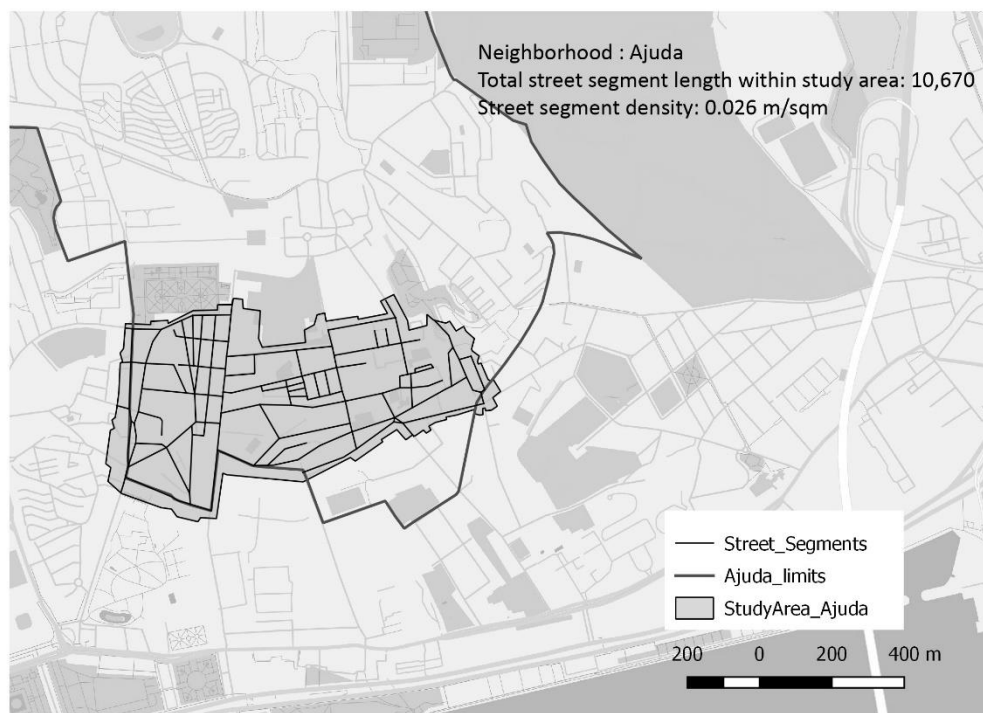 Neighborhood : Ajuda
Total street segment length within study area: 10,670
Street segment density: 0.026 m/sqm
Street_Segments
Ajuda_limits
StudyArea_Ajuda
200 0 200 400 m